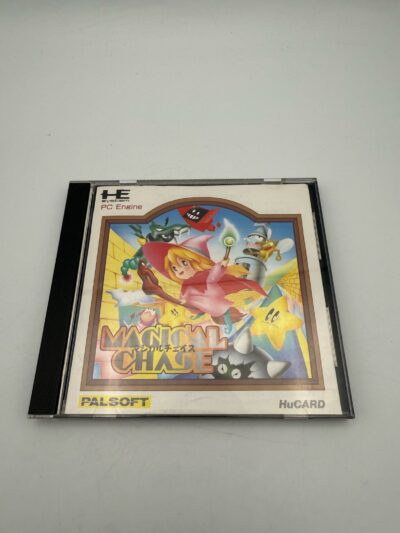 HE
system
PC Engine
MAGICAL
マジカルチェイス
CHASE
PALSOFT
HuCARD